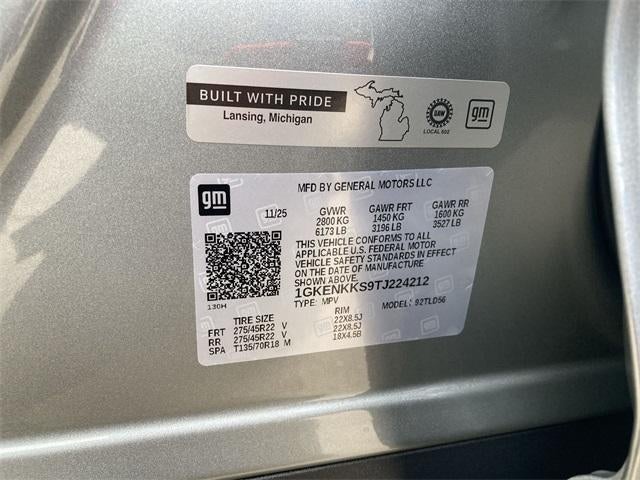 BUILT WITH PRIDE
Lansing, Michigan
UAW
LOCAL 602
gm
gm
MFD BY GENERAL MOTORS LLC
11/25 GVWR GAWR FRT GAWR RR
2800 KG 1450 KG 1600 KG
6173 LB 3196 LB 3527 LB
THIS VEHICLE CONFORMS TO ALL
APPLICABLE U.S. FEDERAL MOTOR
VEHICLE SAFETY STANDARDS IN EFFECT
ON THE DATE OF MANUFACTURE
SHOWN ABOVE.
1GKENKKS9TJ224212
130H TYPE: MPV MODEL: 92TLD56
TIRE SIZE RIM
FRT 275/45R22 V 22X8.5J
RR 275/45R22 V 22X8.5J
SPA T135/70R18 M 18X4.5B